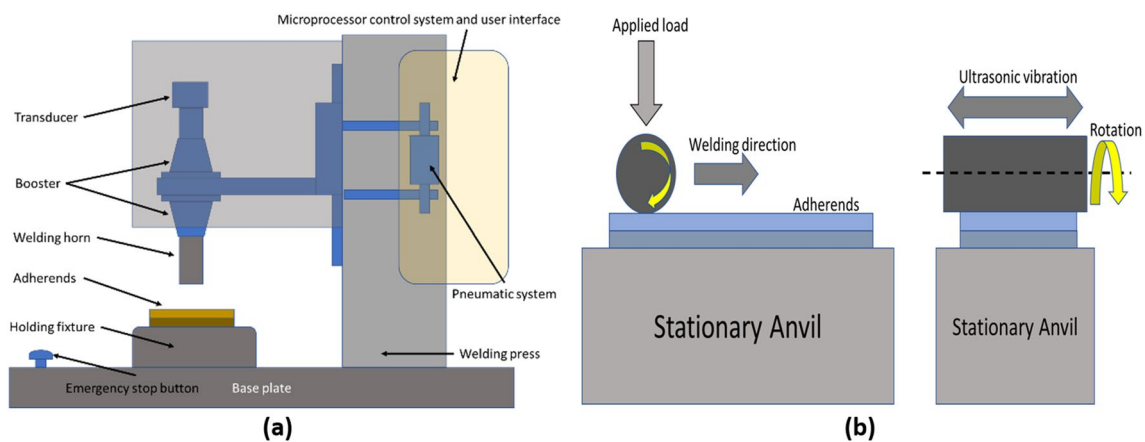 Microprocessor control system and user interface
Transducer
Booster
Welding horn
Adherends
Holding fixture
Emergency stop button
Base plate
Pneumatic system
Welding press
(a)
Applied load
Welding direction
Adherends
Stationary Anvil
Ultrasonic vibration
Rotation
Stationary Anvil
(b)